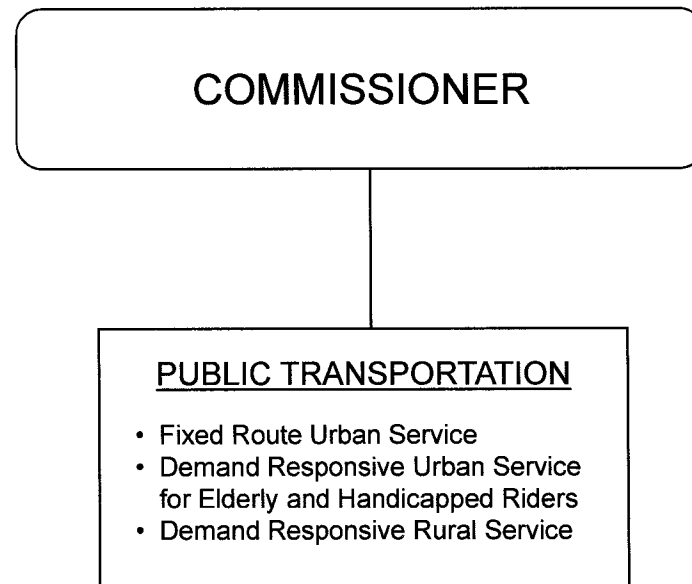 COMMISSIONER
PUBLIC TRANSPORTATION
• Fixed Route Urban Service
• Demand Responsive Urban Service
for Elderly and Handicapped Riders
• Demand Responsive Rural Service